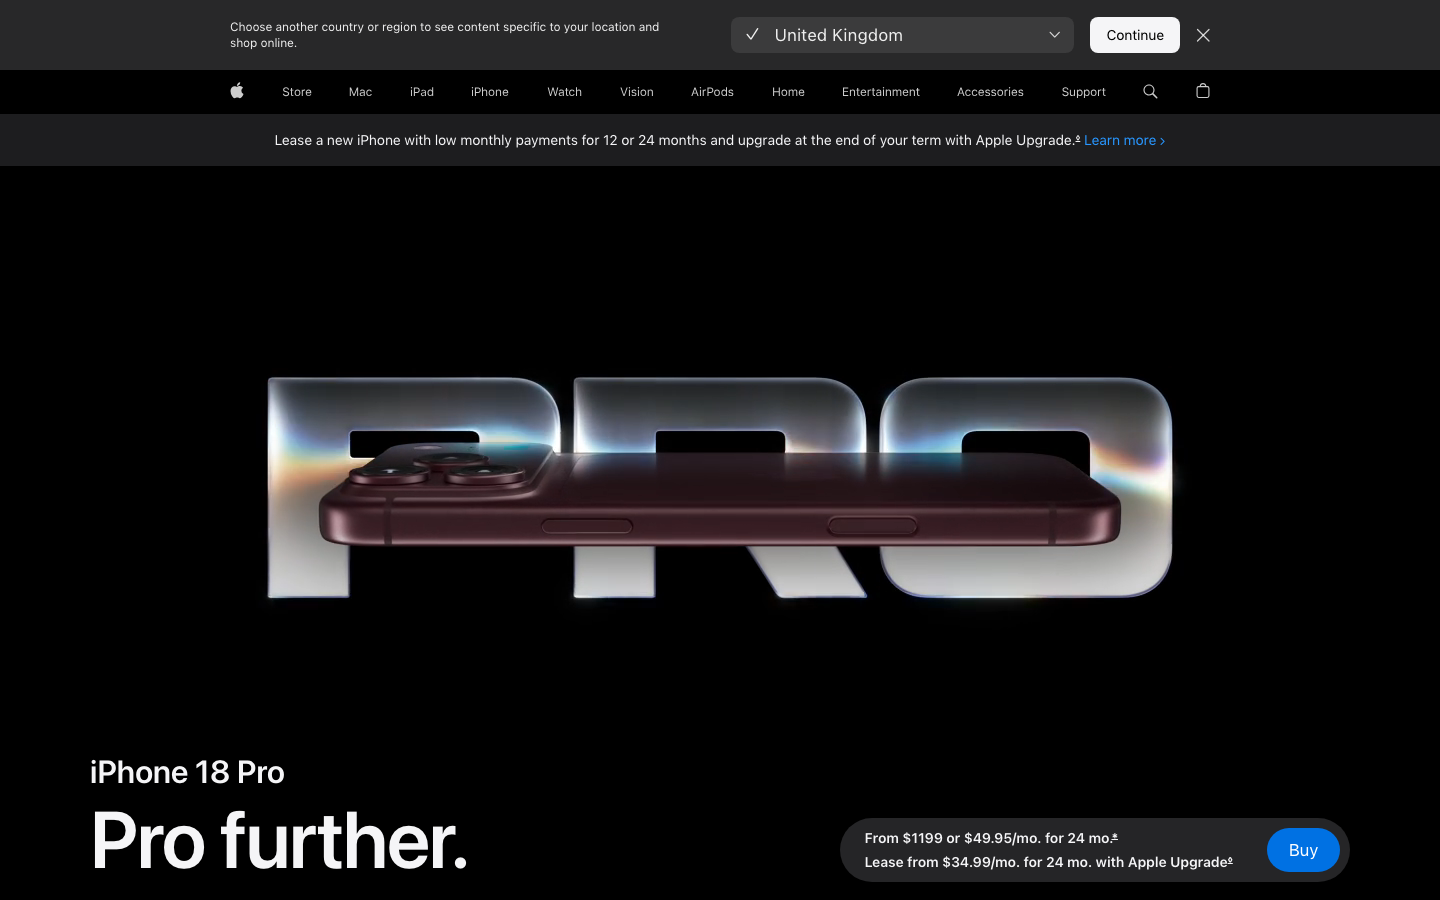 Choose another country or region to see content specific to your location and
shop online.
United Kingdom
Continue
Store
Mac
iPad
iPhone
Watch
Vision
AirPods
Home
Entertainment
Accessories
Support
Lease a new iPhone with low monthly payments for 12 or 24 months and upgrade at the end of your term with Apple Upgrade.◊ Learn more >
PRO
iPhone 18 Pro
Pro further.
From $1199 or $49.95/mo. for 24 mo.*
Lease from $34.99/mo. for 24 mo. with Apple Upgrade◊
Buy